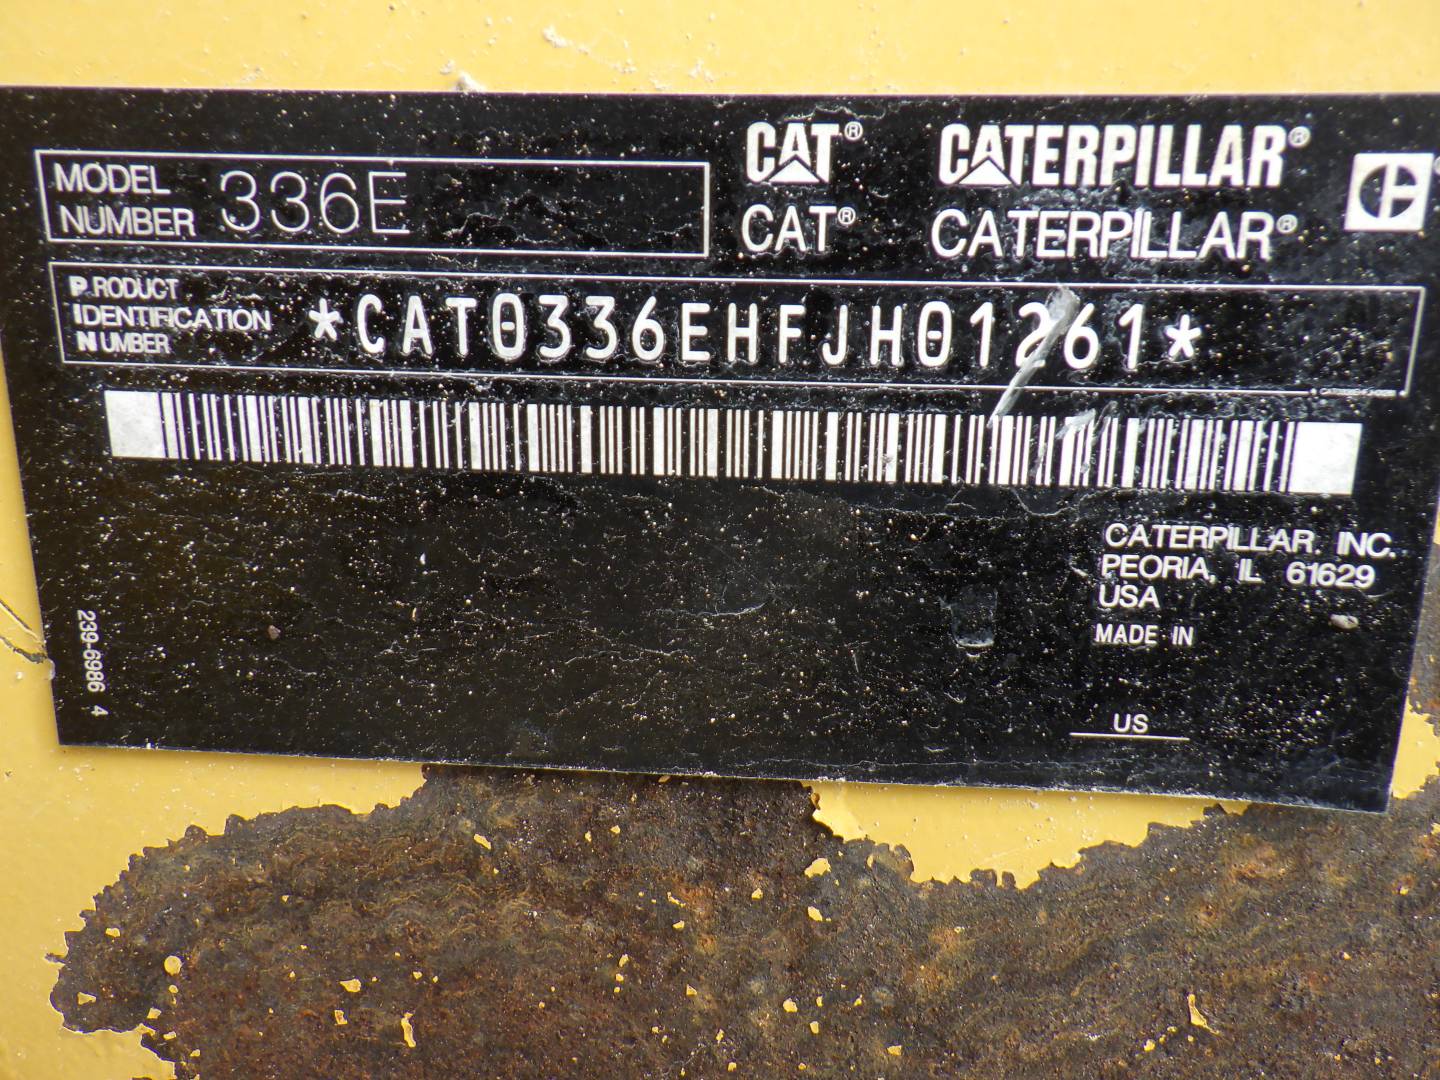 MODEL
NUMBER 336E
CAT® CATERPILLAR®
CAT® CATERPILLAR®
PRODUCT
IDENTIFICATION
NUMBER
*CAT0336EHFJH01261*
CATERPILLAR INC.
PEORIA, IL 61629
USA
MADE IN
US
239-6986 4